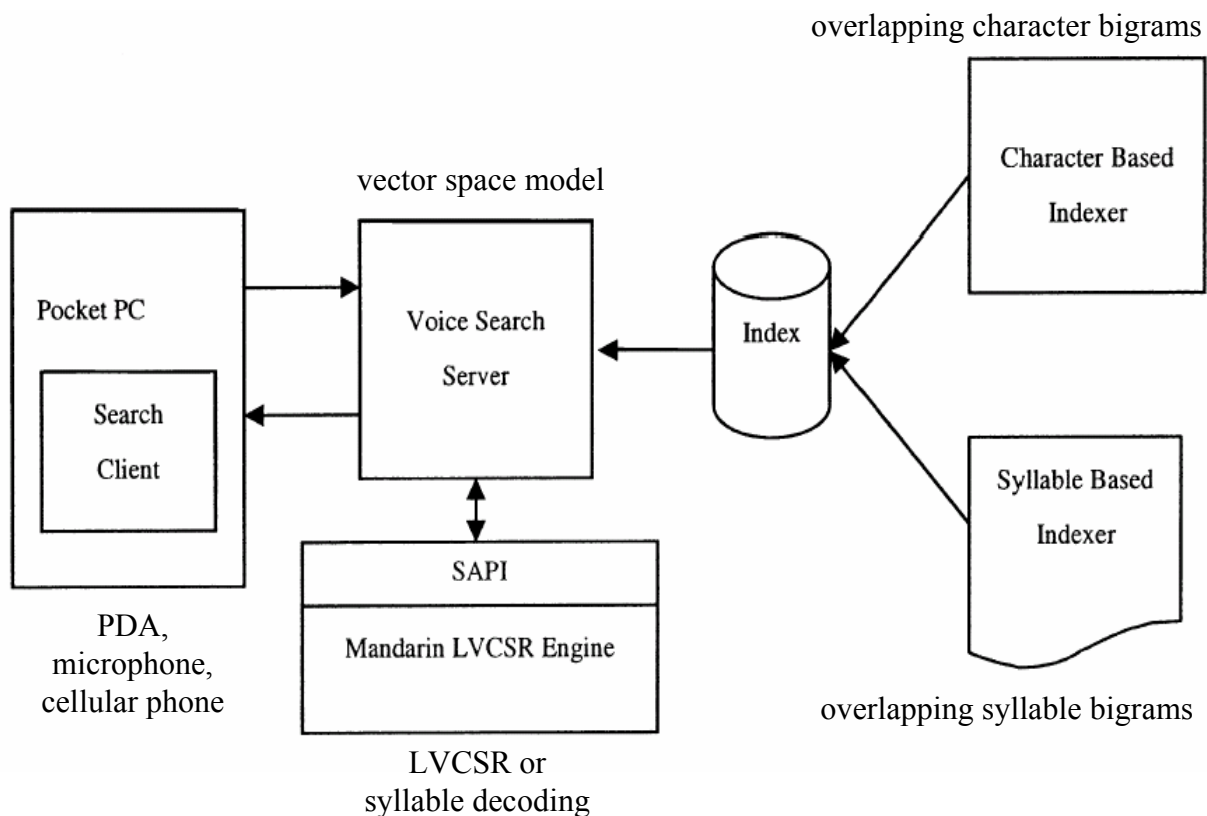 overlapping character bigrams
Character Based
Indexer
vector space model
Pocket PC
Search
Client
Voice Search
Server
Index
Syllable Based
Indexer
SAPI
Mandarin LVCSR Engine
PDA,
microphone,
cellular phone
overlapping syllable bigrams
LVCSR or
syllable decoding